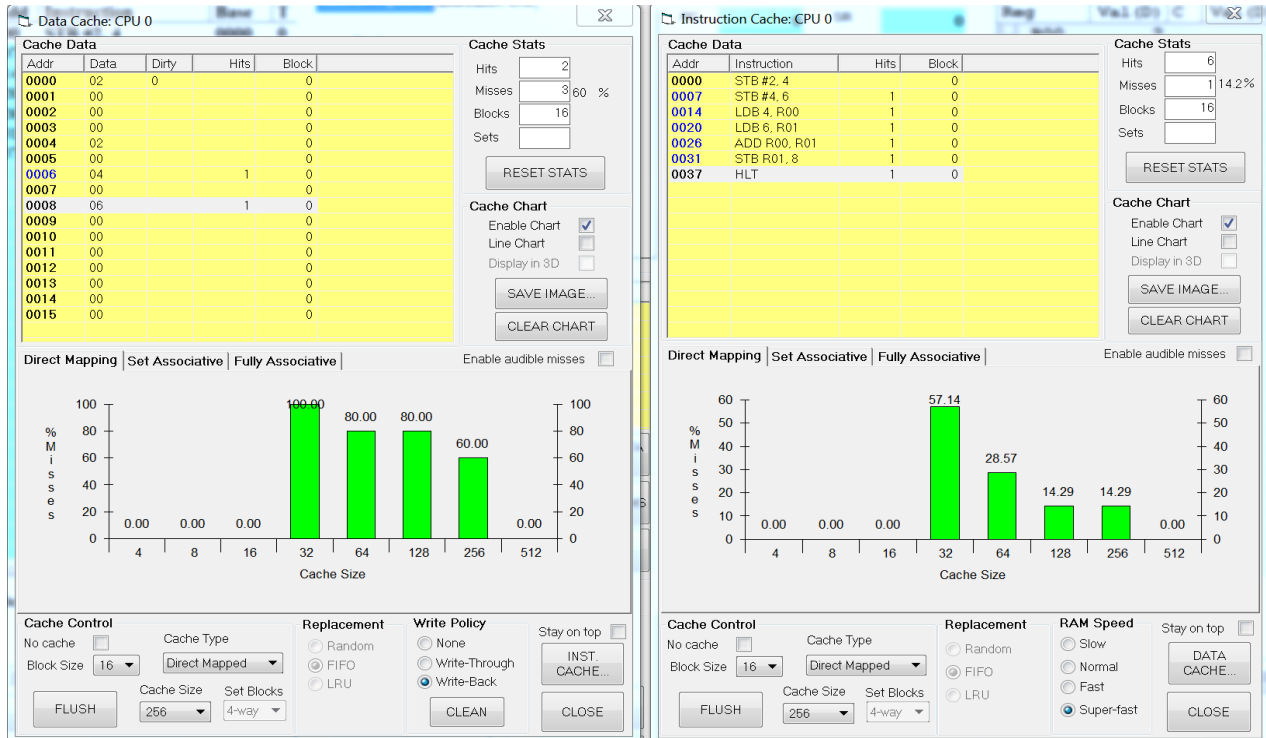 Data Cache: CPU 0
Cache Data
Addr Data Dirty Hits Block
0000 02 0 0
0001 00 0
0002 00 0
0003 00 0
0004 02 0
0005 00 0
0006 04 1 0
0007 00 0
0008 06 1 0
0009 00 0
0010 00 0
0011 00 0
0012 00 0
0013 00 0
0014 00 0
0015 00 0
Cache Stats
Hits 2
Misses 3 60 %
Blocks 16
Sets
RESET STATS
Cache Chart
Enable Chart
Line Chart
Display in 3D
SAVE IMAGE...
CLEAR CHART
Direct Mapping Set Associative Fully Associative
Enable audible misses
% Misses
100 80 60 40 20 0
0.00 0.00 0.00 100.00 80.00 80.00 60.00 0.00
100 80 60 40 20 0
4 8 16 32 64 128 256 512
Cache Size
Cache Control
No cache
Block Size 16
Cache Type
Direct Mapped
Cache Size Set Blocks
FLUSH 256 4-way
Replacement
Random
FIFO
LRU
Write Policy
None
Write-Through
Write-Back
CLEAN
Stay on top
INST.
CACHE...
CLOSE
Instruction Cache: CPU 0
Cache Data
Addr Instruction Hits Block
0000 STB #2, 4 0
0007 STB #4, 6 1 0
0014 LDB 4, R00 1 0
0020 LDB 6, R01 1 0
0026 ADD R00, R01 1 0
0031 STB R01, 8 1 0
0037 HLT 1 0
Cache Stats
Hits 6
Misses 1 14.2%
Blocks 16
Sets
RESET STATS
Cache Chart
Enable Chart
Line Chart
Display in 3D
SAVE IMAGE...
CLEAR CHART
Direct Mapping Set Associative Fully Associative
Enable audible misses
% Misses
60 50 40 30 20 10 0
0.00 0.00 0.00 57.14 28.57 14.29 14.29 0.00
60 50 40 30 20 10 0
4 8 16 32 64 128 256 512
Cache Size
Cache Control
No cache
Block Size 16
Cache Type
Direct Mapped
Cache Size Set Blocks
FLUSH 256 4-way
Replacement
Random
FIFO
LRU
RAM Speed
Slow
Normal
Fast
Super-fast
Stay on top
DATA
CACHE...
CLOSE